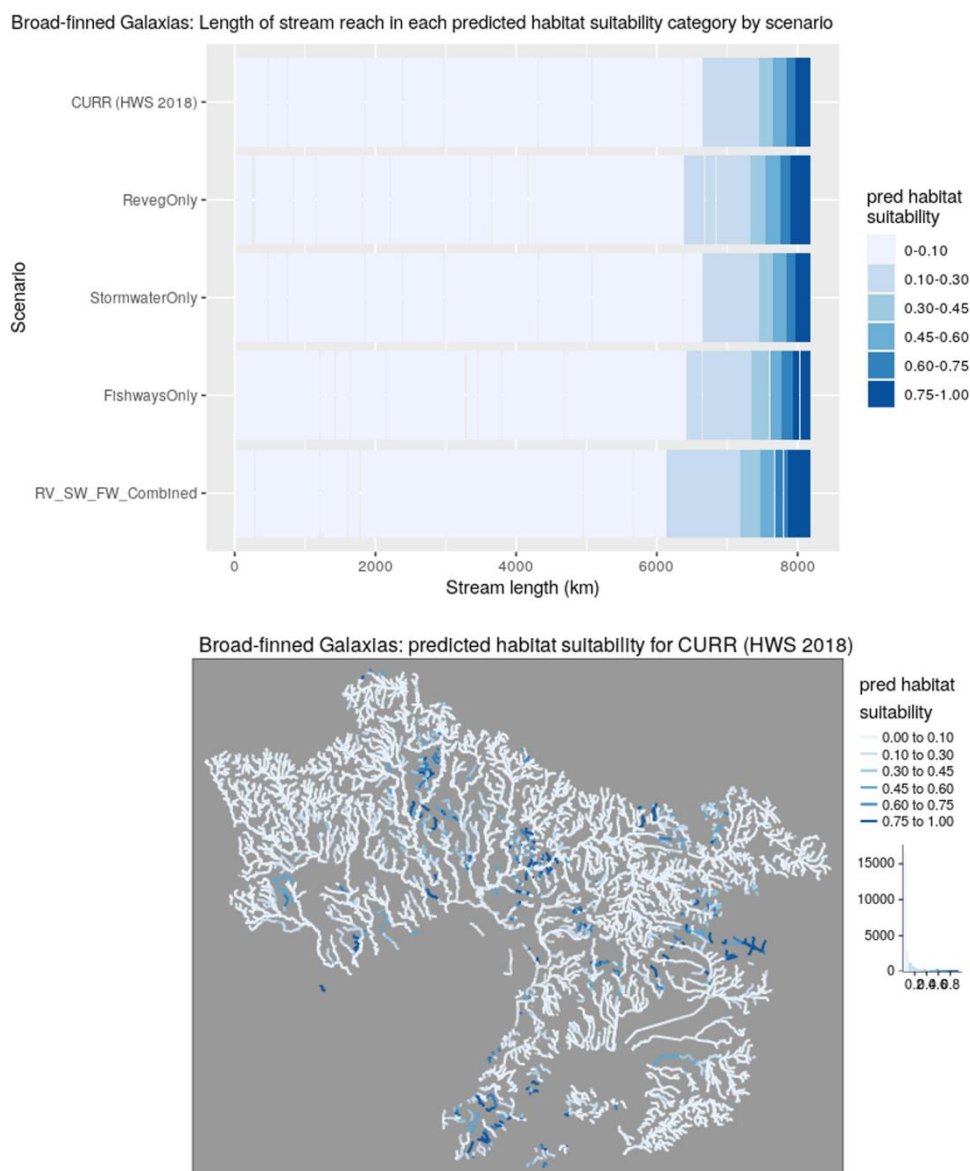 Broad-finned Galaxias: Length of stream reach in each predicted habitat suitability category by scenario
CURR (HWS 2018)
RevegOnly
StormwaterOnly
FishwaysOnly
RV_SW_FW_Combined
Scenario
0
2000
4000
6000
8000
Stream length (km)
pred habitat
suitability
0-0.10
0.10-0.30
0.30-0.45
0.45-0.60
0.60-0.75
0.75-1.00
Broad-finned Galaxias: predicted habitat suitability for CURR (HWS 2018)
pred habitat
suitability
0.00 to 0.10
0.10 to 0.30
0.30 to 0.45
0.45 to 0.60
0.60 to 0.75
0.75 to 1.00
15000
10000
5000
0